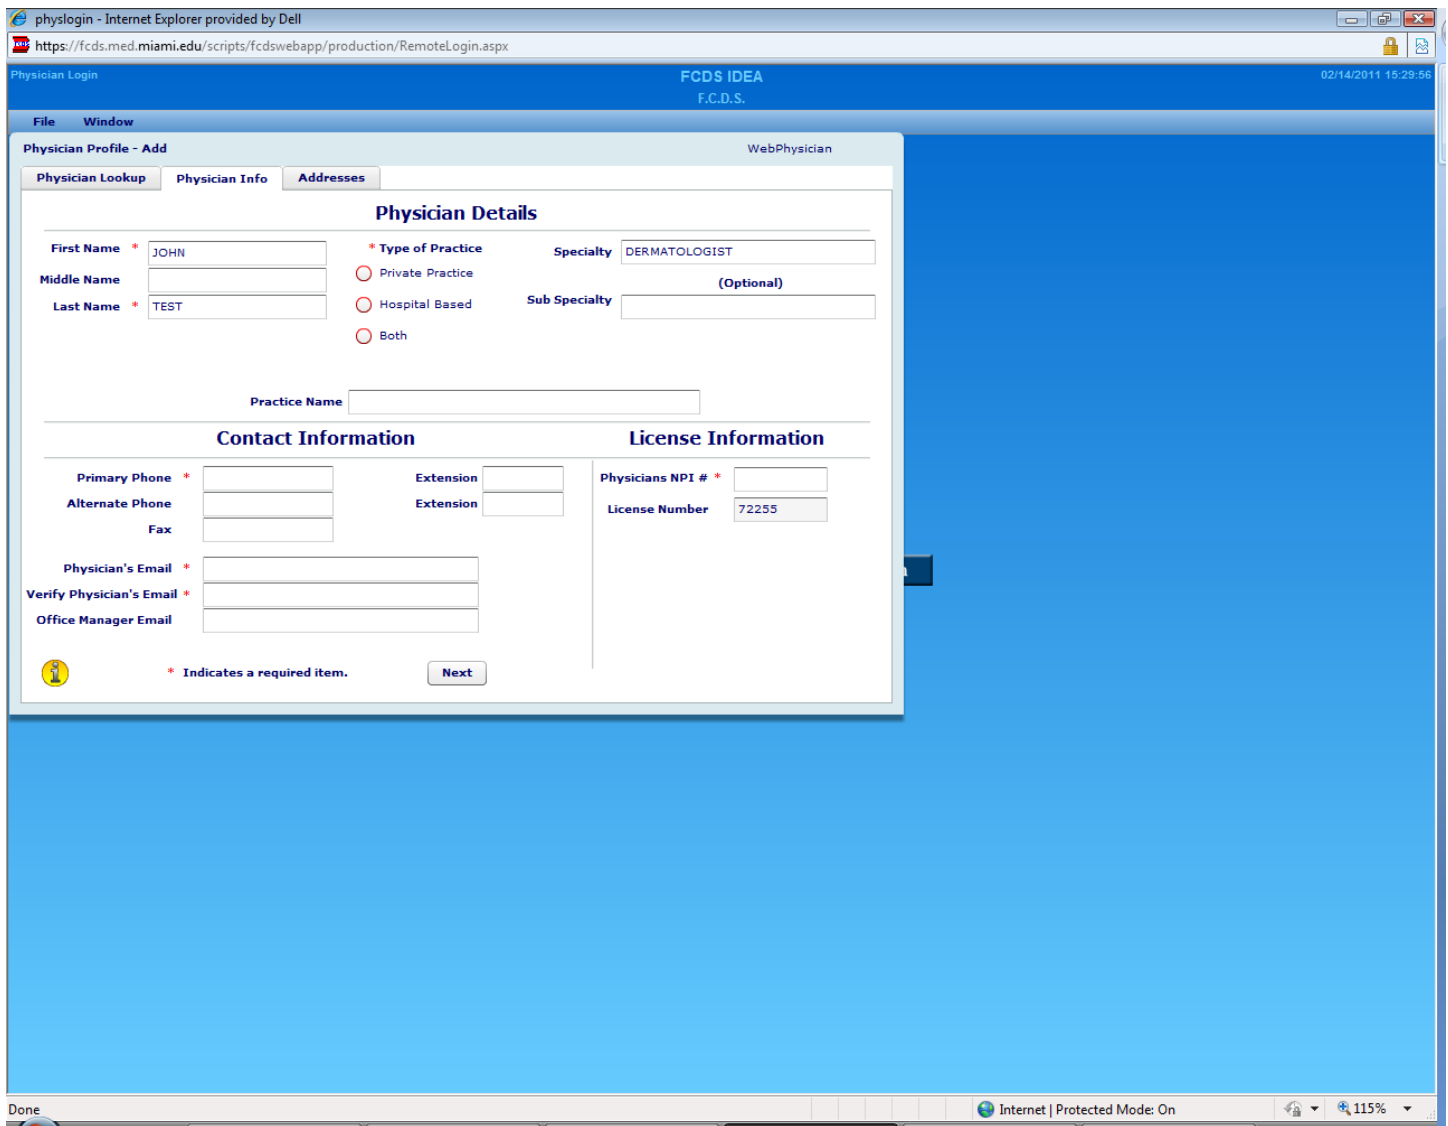 physlogin - Internet Explorer provided by Dell
https://fcds.med.miami.edu/scripts/fcdswebapp/production/RemoteLogin.aspx
Physician Login FCDS IDEA 02/14/2011 15:29:56
F.C.D.S.
File Window
Physician Profile - Add WebPhysician
Physician Lookup Physician Info Addresses
Physician Details
First Name * JOHN * Type of Practice Specialty DERMATOLOGIST
Middle Name Private Practice (Optional)
Last Name * TEST Hospital Based Sub Specialty
Both
Practice Name
Contact Information License Information
Primary Phone * Extension Physicians NPI # *
Alternate Phone Extension License Number 72255
Fax
Physician's Email *
Verify Physician's Email *
Office Manager Email
* Indicates a required item. Next
Done Internet | Protected Mode: On 115%